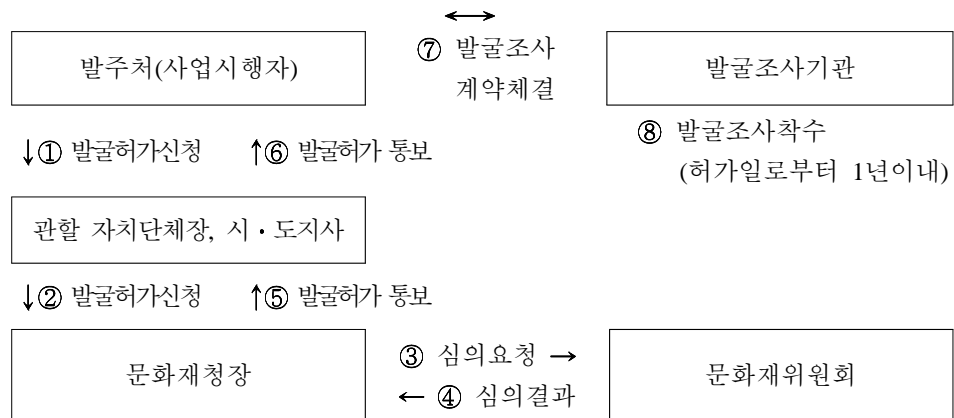 ↔
발주처(사업시행자)
⑦ 발굴조사
계약체결
발굴조사기관
↓① 발굴허가신청 ↑⑥ 발굴허가 통보
⑧ 발굴조사착수
(허가일로부터 1년이내)
관할 자치단체장, 시・도지사
↓② 발굴허가신청 ↑⑤ 발굴허가 통보
문화재청장
③ 심의요청 →
← ④ 심의결과
문화재위원회